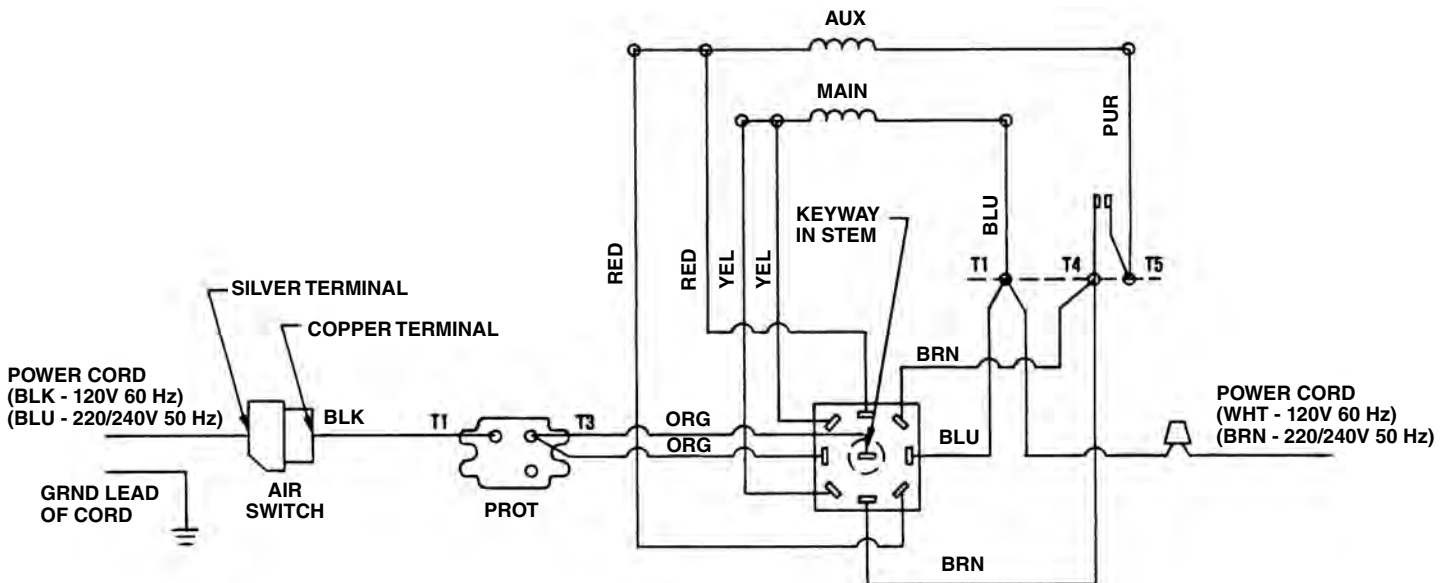 AUX
MAIN
PUR
KEYWAY
IN STEM
BLU
RED
RED
YEL
YEL
T1
T4
T5
SILVER TERMINAL
COPPER TERMINAL
BRN
POWER CORD
(BLK - 120V 60 Hz)
(BLU - 220/240V 50 Hz)
BLK
T1
T3
ORG
ORG
BLU
POWER CORD
(WHT - 120V 60 Hz)
(BRN - 220/240V 50 Hz)
GRND LEAD
OF CORD
AIR
SWITCH
PROT
BRN